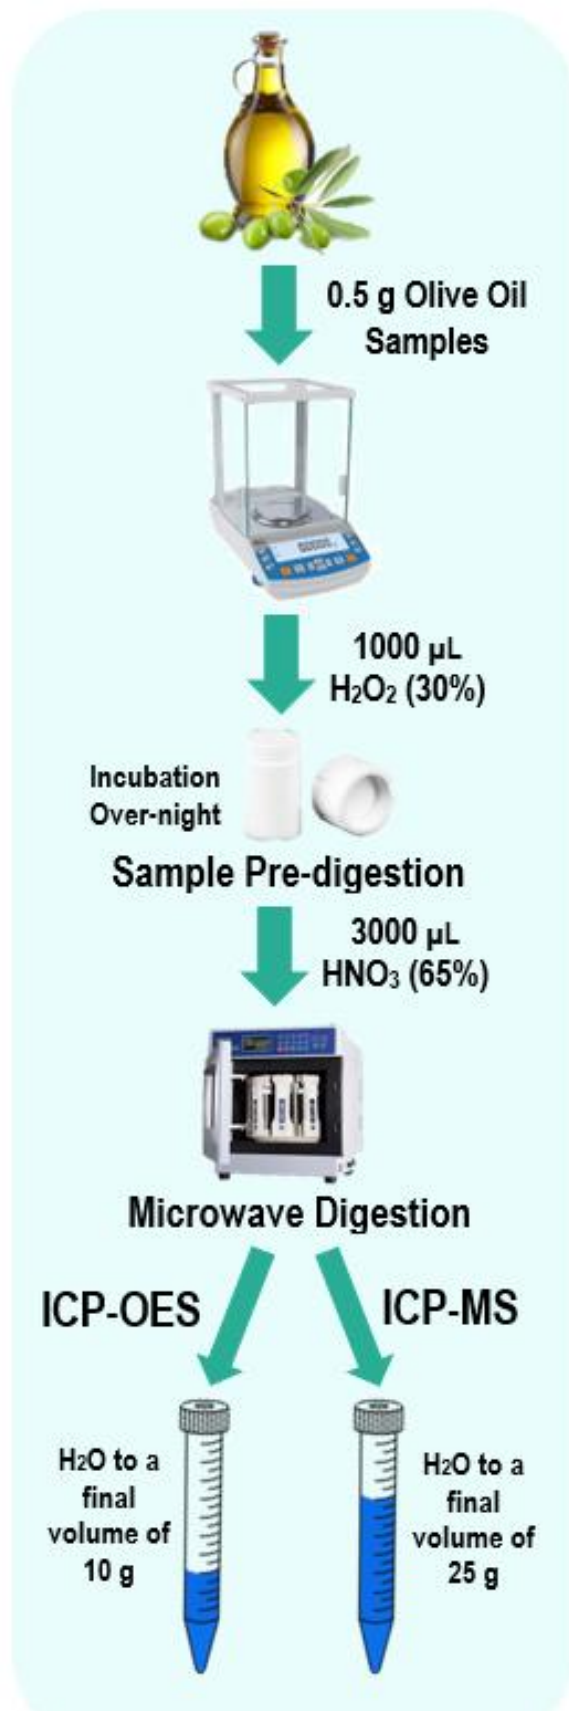 0.5 g Olive Oil
Samples
1000 µL
H2O2 (30%)
Incubation
Over-night
Sample Pre-digestion
3000 µL
HNO3 (65%)
Microwave Digestion
ICP-OES
ICP-MS
H2O to a
final
volume of
10 g
H2O to a
final
volume of
25 g